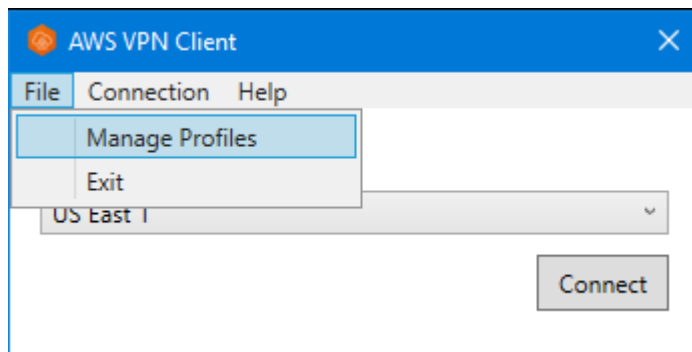 AWS VPN Client
File Connection Help
Manage Profiles
Exit
US East 1
Connect